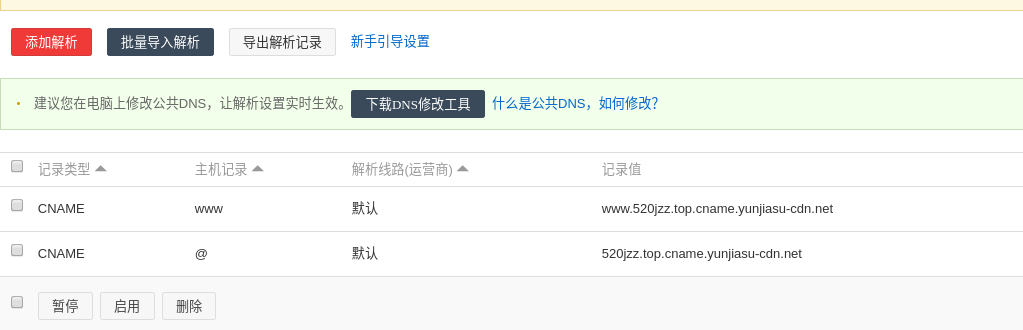 添加解析 批量导入解析 导出解析记录 新手引导设置
建议您在电脑上修改公共DNS，让解析设置实时生效。 下载DNS修改工具 什么是公共DNS，如何修改？
记录类型 主机记录 解析线路(运营商) 记录值
CNAME www 默认 www.520jzz.top.cname.yunjiasu-cdn.net
CNAME @ 默认 520jzz.top.cname.yunjiasu-cdn.net
暂停 启用 删除